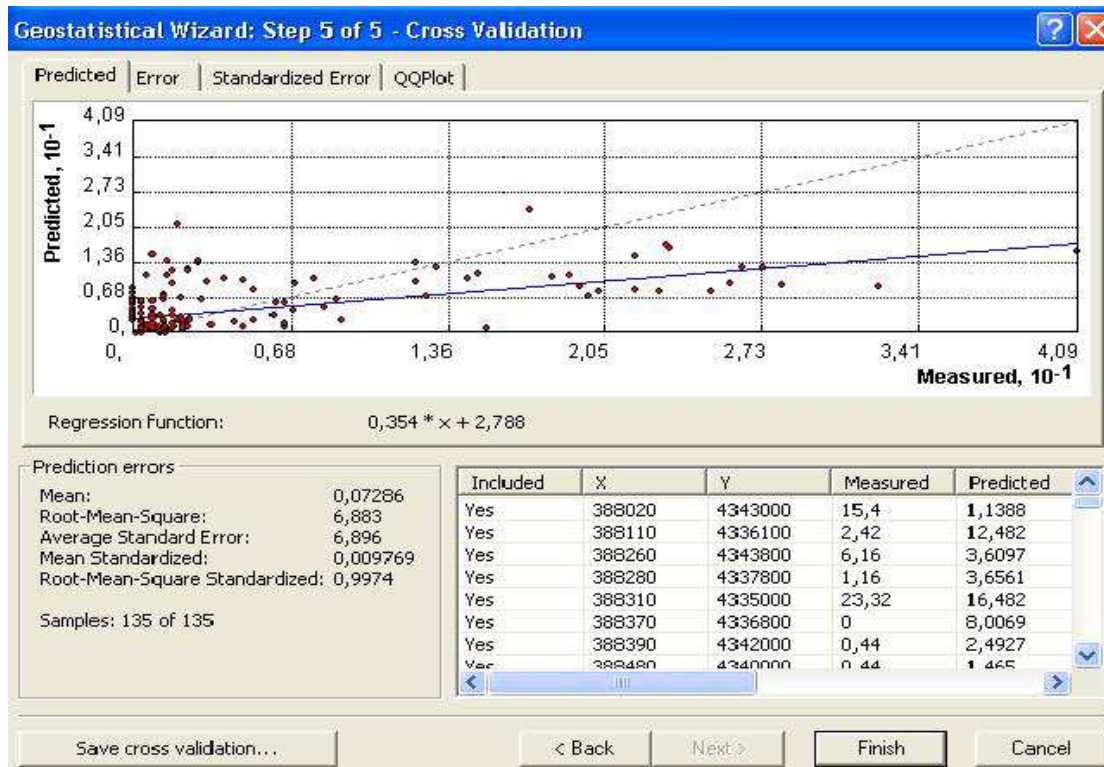 Geostatistical Wizard: Step 5 of 5 - Cross Validation
Predicted Error Standardized Error QQPlot
Predicted, 10-1
4,09
3,41
2,73
2,05
1,36
0,68
0,
0, 0,68 1,36 2,05 2,73 3,41 4,09
Measured, 10-1
Regression function: 0,354 * x + 2,788
Prediction errors
Mean: 0,07286
Root-Mean-Square: 6,883
Average Standard Error: 6,896
Mean Standardized: 0,009769
Root-Mean-Square Standardized: 0,9974
Samples: 135 of 135
Included X Y Measured Predicted
Yes 388020 4343000 15,4 1,1388
Yes 388110 4336100 2,42 12,482
Yes 388260 4343800 6,16 3,6097
Yes 388280 4337800 1,16 3,6561
Yes 388310 4335000 23,32 16,482
Yes 388370 4336800 0 8,0069
Yes 388390 4342000 0,44 2,4927
Yes 388480 4340000 0,44 1,465
Save cross validation... < Back Next > Finish Cancel